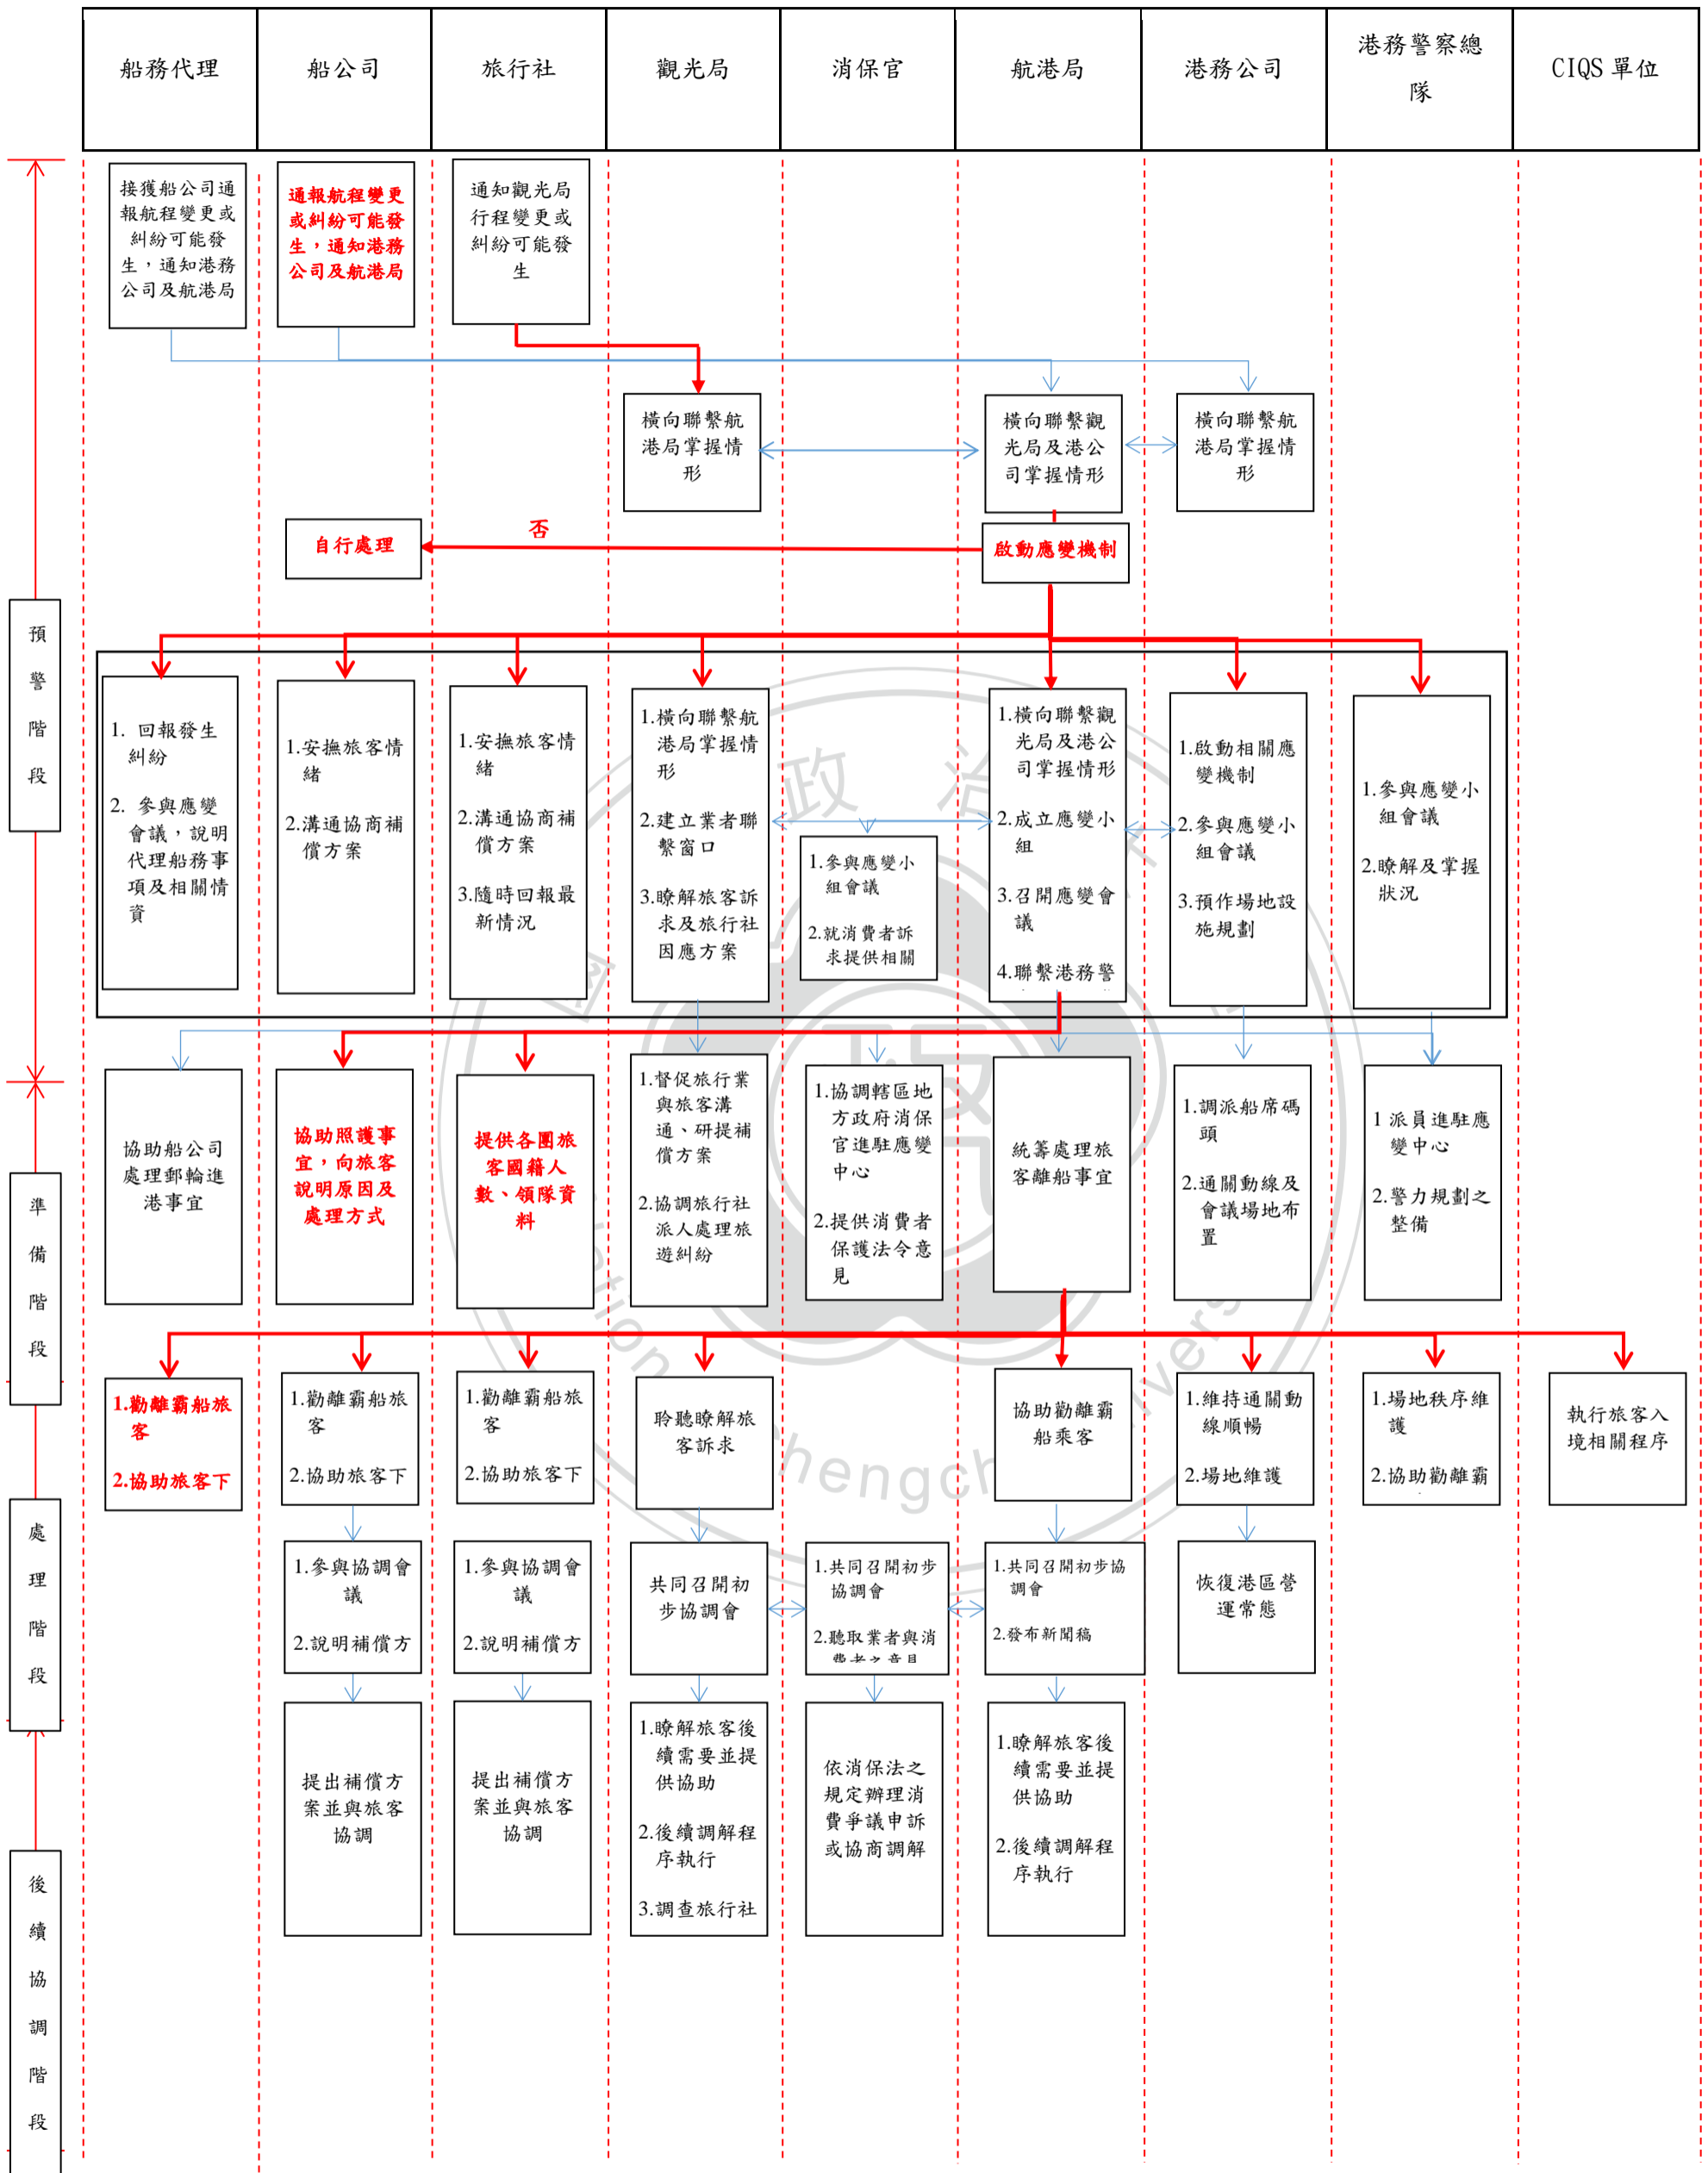 船務代理
船公司
旅行社
觀光局
消保官
航港局
港務公司
港務警察總
隊
CIQS 單位
接獲船公司通
報航程變更或
糾紛可能發
生，通知港務
公司及航港局
通報航程變更
或糾紛可能發
生，通知港務
公司及航港局
通知觀光局
行程變更或
糾紛可能發
生
橫向聯繫航
港局掌握情
形
橫向聯繫觀
光局及港公
司掌握情形
橫向聯繫航
港局掌握情
形
自行處理
否
啟動應變機制
預
警
階
段
1. 回報發生
糾紛
2. 參與應變
會議，說明
代理船務事
項及相關情
資
1.安撫旅客情
緒
2.溝通協商補
償方案
1.安撫旅客情
緒
2.溝通協商補
償方案
3.隨時回報最
新情況
1.橫向聯繫航
港局掌握情
形
2.建立業者聯
繫窗口
3.瞭解旅客訴
求及旅行社
因應方案
1.參與應變小
組會議
2.就消費者訴
求提供相關
1.橫向聯繫觀
光局及港公
司掌握情形
2.成立應變小
組
3.召開應變會
議
4.聯繫港務警
1.啟動相關應
變機制
2.參與應變小
組會議
3.預作場地設
施規劃
1.參與應變小
組會議
2.瞭解及掌握
狀況
準
備
階
段
協助船公司
處理郵輪進
港事宜
協助照護事
宜，向旅客
說明原因及
處理方式
提供各團旅
客國籍人
數、領隊資
料
1.督促旅行業
與旅客溝
通、研提補
償方案
2.協調旅行社
派人處理旅
遊糾紛
1.協調轄區地
方政府消保
官進駐應變
中心
2.提供消費者
保護法令意
見
統籌處理旅
客離船事宜
1.調派船席碼
頭
2.通關動線及
會議場地布
置
1 派員進駐應
變中心
2.警力規劃之
整備
處
理
階
段
1.勸離霸船旅
客
2.協助旅客下
1.勸離霸船旅
客
2.協助旅客下
1.勸離霸船旅
客
2.協助旅客下
聆聽瞭解旅
客訴求
協助勸離霸
船乘客
1.維持通關動
線順暢
2.場地維護
1.場地秩序維
護
2.協助勸離霸
執行旅客入
境相關程序
1.參與協調會
議
2.說明補償方
1.參與協調會
議
2.說明補償方
共同召開初
步協調會
1.共同召開初步
協調會
2.聽取業者與消
費者之意見
1.共同召開初步協
調會
2.發布新聞稿
恢復港區營
運常態
後
續
協
調
階
段
提出補償方
案並與旅客
協調
提出補償方
案並與旅客
協調
1.瞭解旅客後
續需要並提
供協助
2.後續調解程
序執行
3.調查旅行社
依消保法之
規定辦理消
費爭議申訴
或協商調解
1.瞭解旅客後
續需要並提
供協助
2.後續調解程
序執行